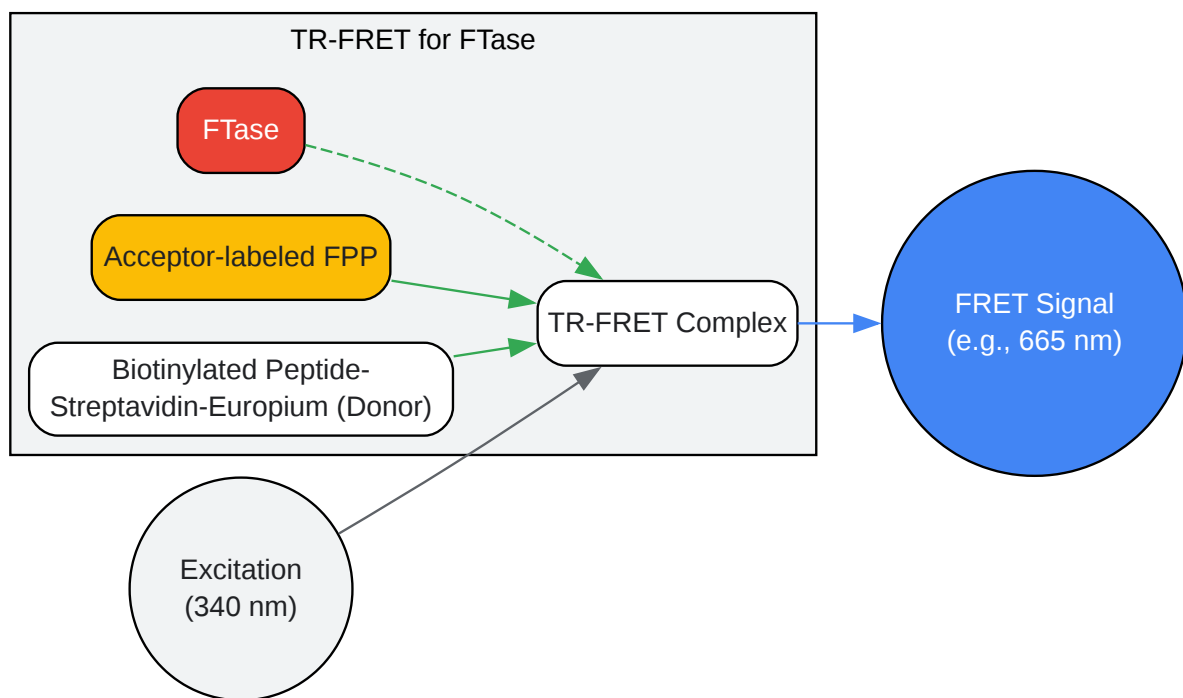 TR-FRET for FTase
FTase
Acceptor-labeled FPP
Biotinylated Peptide-
Streptavidin-Europium (Donor)
TR-FRET Complex
FRET Signal
(e.g., 665 nm)
Excitation
(340 nm)